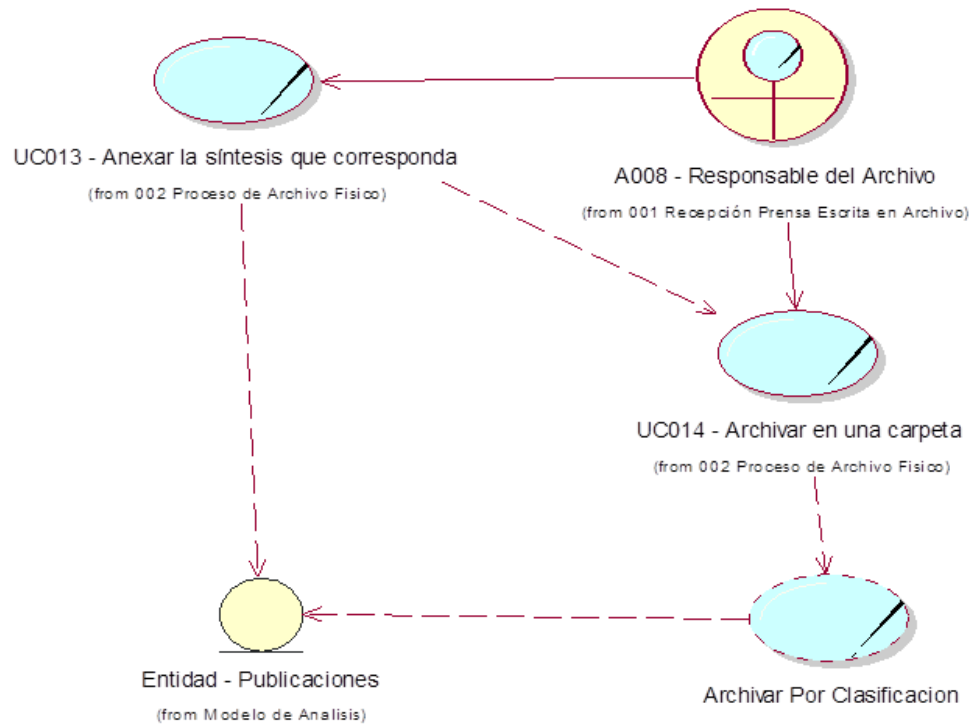 UC013 - Anexar la síntesis que corresponda
(from 002 Proceso de Archivo Fisico)
A008 - Responsable del Archivo
(from 001 Recepción Prensa Escrita en Archivo)
UC014 - Archivar en una carpeta
(from 002 Proceso de Archivo Fisico)
Entidad - Publicaciones
(from Modelo de Analisis)
Archivar Por Clasificacion